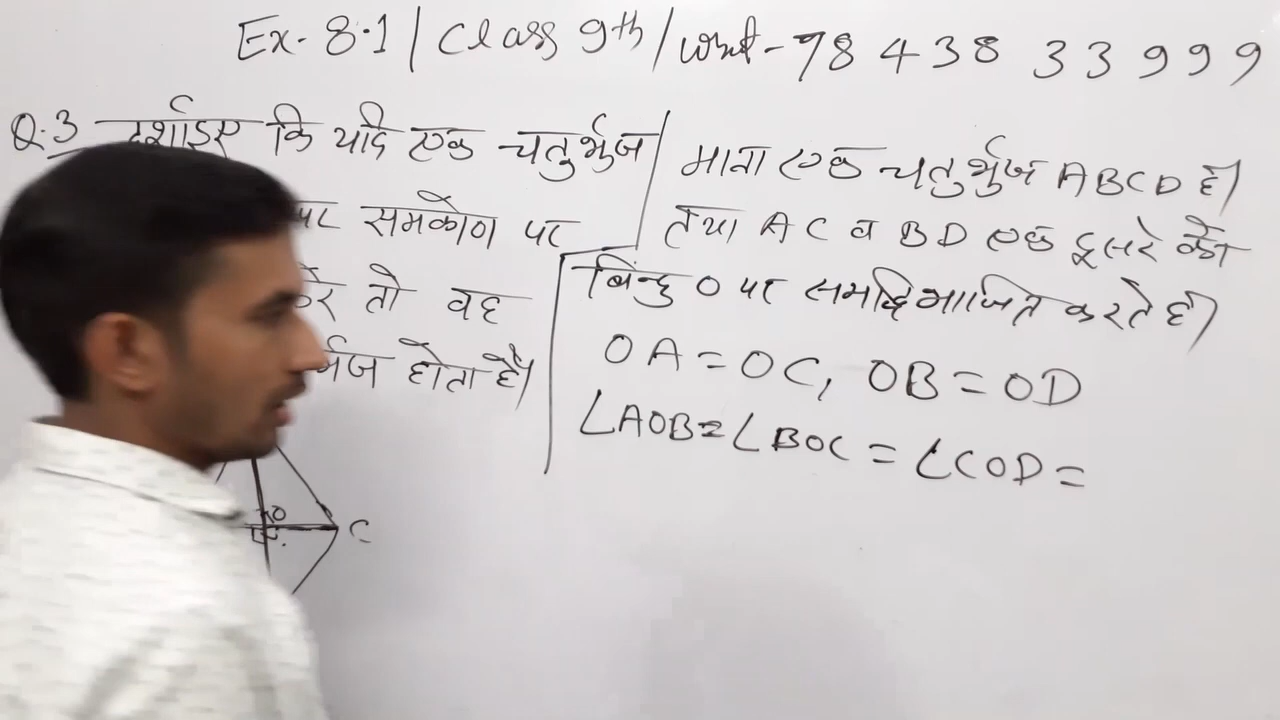 Ex. 8.1 / Class 9th / what - 98 438 33 999
Q.3 दर्शाइए कि यदि एक चतुर्भुज
पर समकोण पर
करे तो वह
होता है।
O
C
माना एक चतुर्भुज ABCD है।
तथा AC व BD एक दूसरे को
बिन्दु O पर समद्विभाजित करते है।
OA = OC, OB = OD
∠AOB = ∠BOC = ∠COD =